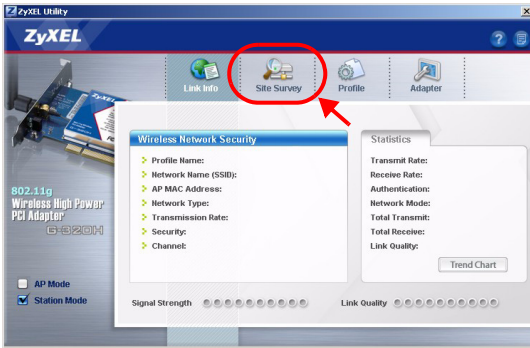 ZyXEL Utility
ZyXEL
Link Info
Site Survey
Profile
Adapter
ZyXEL
802.11g
Wireless High Power
PCI Adapter
G-320H
AP Mode
Station Mode
Wireless Network Security
Profile Name:
Network Name (SSID):
AP MAC Address:
Network Type:
Transmission Rate:
Security:
Channel:
Statistics
Transmit Rate:
Receive Rate:
Authentication:
Network Mode:
Total Transmit:
Total Receive:
Link Quality:
Trend Chart
Signal Strength
Link Quality